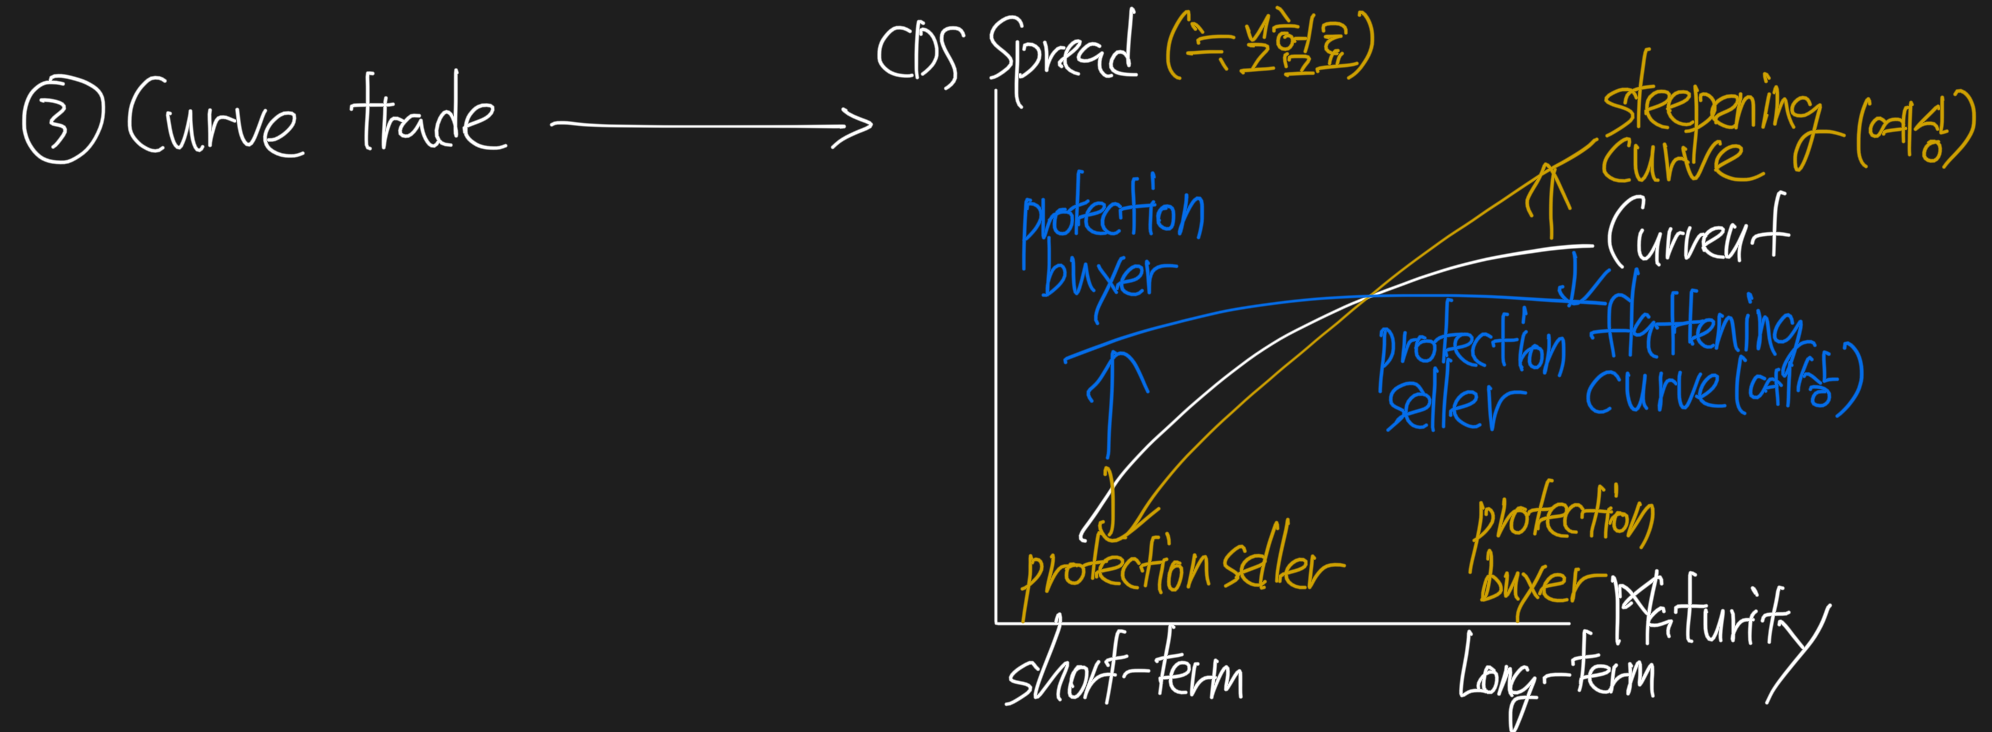 ③ Curve trade
CDS Spread (≒보험료)
steepening
curve (예상)
Current
protection
buyer
flattening
curve (예상)
protection
seller
protection seller
protection
buyer
Maturity
short-term
Long-term